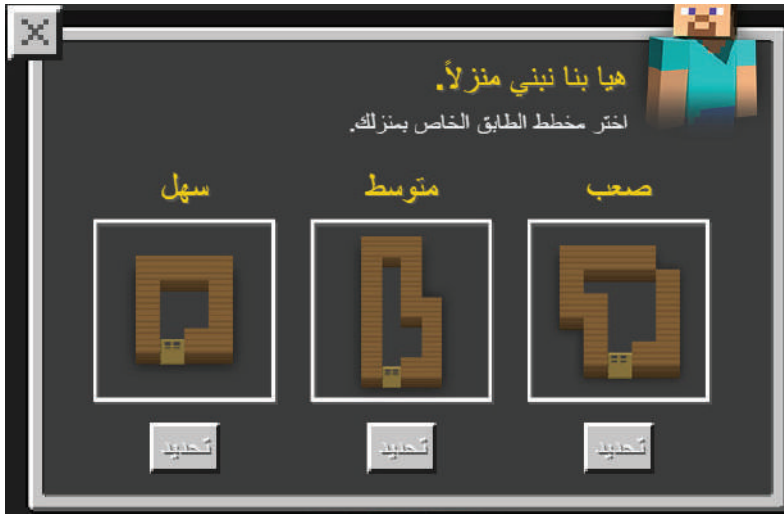 هيا بنا نبني منزلاً.
اختر مخطط الطابق الخاص بمنزلك.
صعب متوسط سهل
تحديد تحديد تحديد